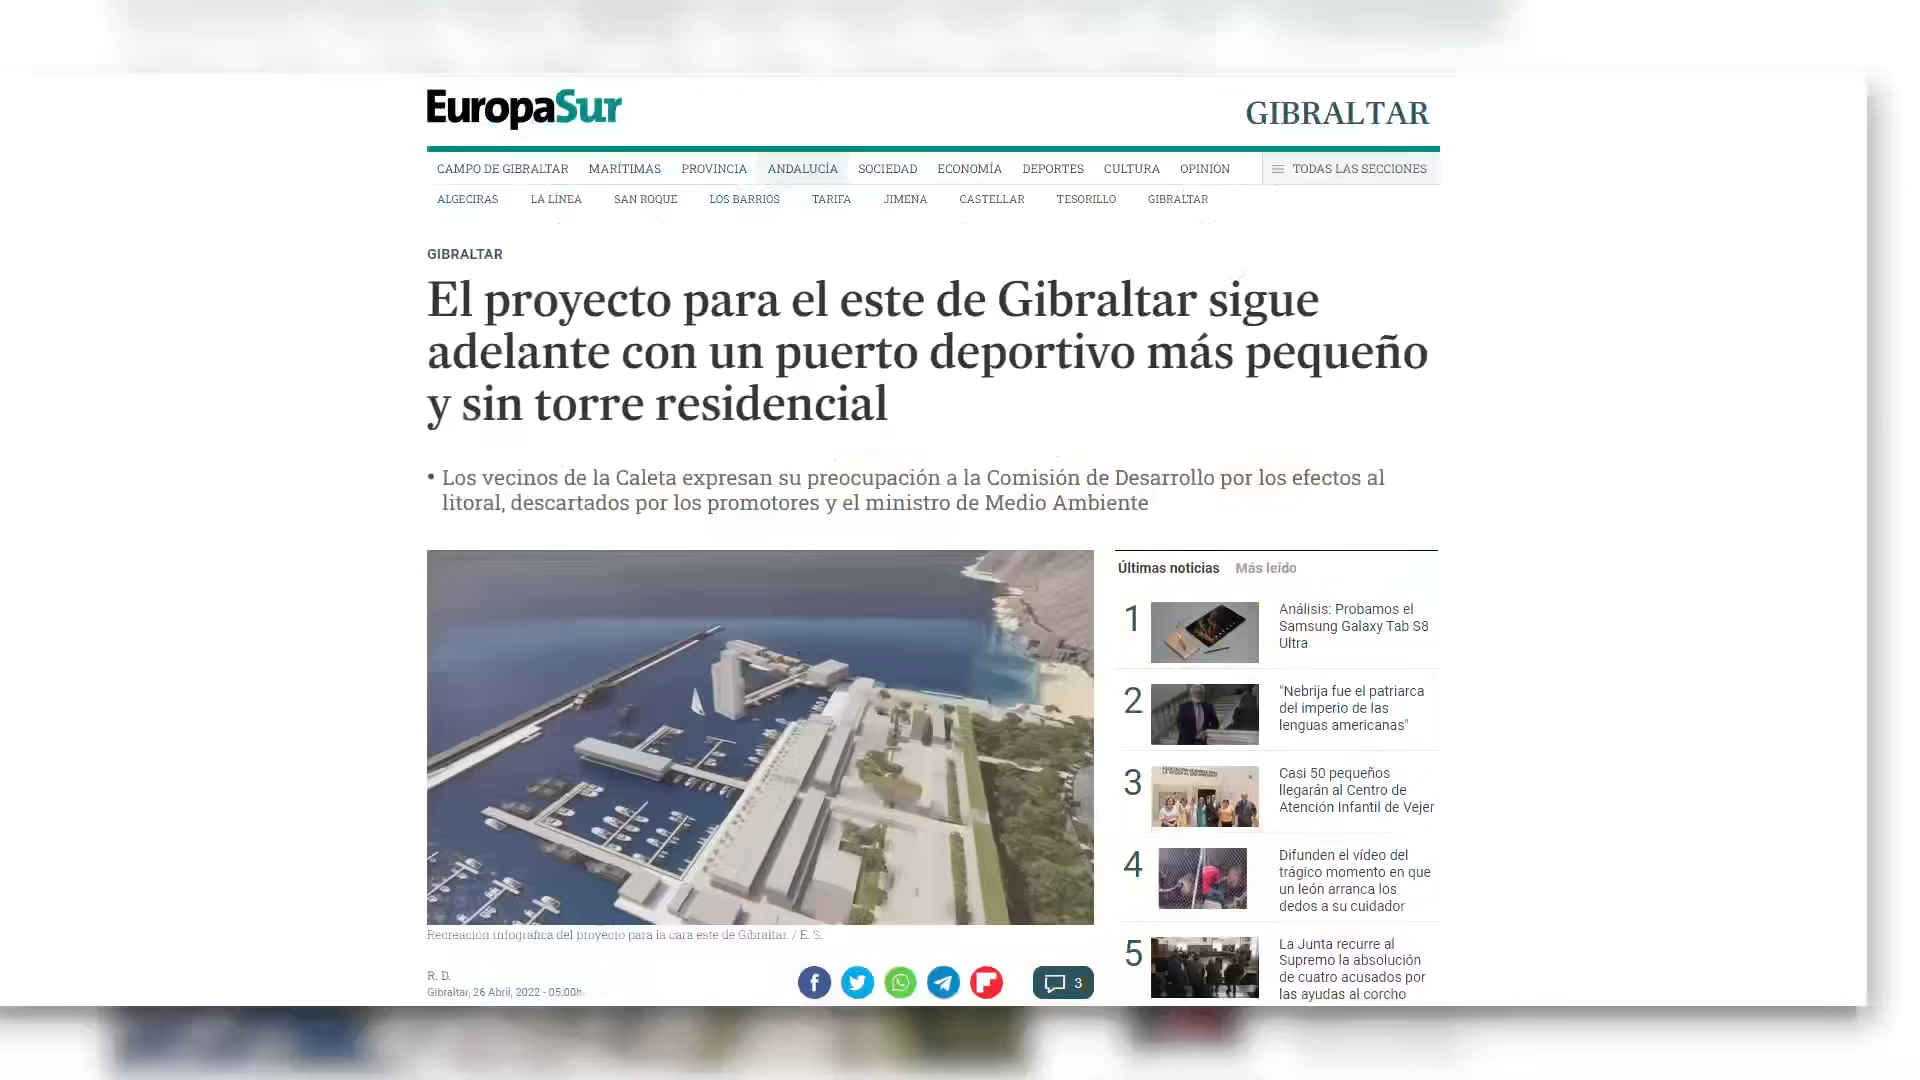 EuropaSur
GIBRALTAR
CAMPO DE GIBRALTAR MARÍTIMAS PROVINCIA ANDALUCÍA SOCIEDAD ECONOMÍA DEPORTES CULTURA OPINIÓN TODAS LAS SECCIONES
ALGECIRAS LA LÍNEA SAN ROQUE LOS BARRIOS TARIFA JIMENA CASTELLAR TESORILLO GIBRALTAR
GIBRALTAR
El proyecto para el este de Gibraltar sigue
adelante con un puerto deportivo más pequeño
y sin torre residencial
• Los vecinos de la Caleta expresan su preocupación a la Comisión de Desarrollo por los efectos al
litoral, descartados por los promotores y el ministro de Medio Ambiente
Recreación infográfica del proyecto para la cara este de Gibraltar. / E. S.
R. D.
Gibraltar, 26 Abril, 2022 - 05:00h
3
Últimas noticias Más leído
1
Análisis: Probamos el
Samsung Galaxy Tab S8
Ultra
2
"Nebrija fue el patriarca
del imperio de las
lenguas americanas"
3
Casi 50 pequeños
llegarán al Centro de
Atención Infantil de Vejer
4
Difunden el vídeo del
trágico momento en que
un león arranca los
dedos a su cuidador
5
La Junta recurre al
Supremo la absolución
de cuatro acusados por
las ayudas al corcho